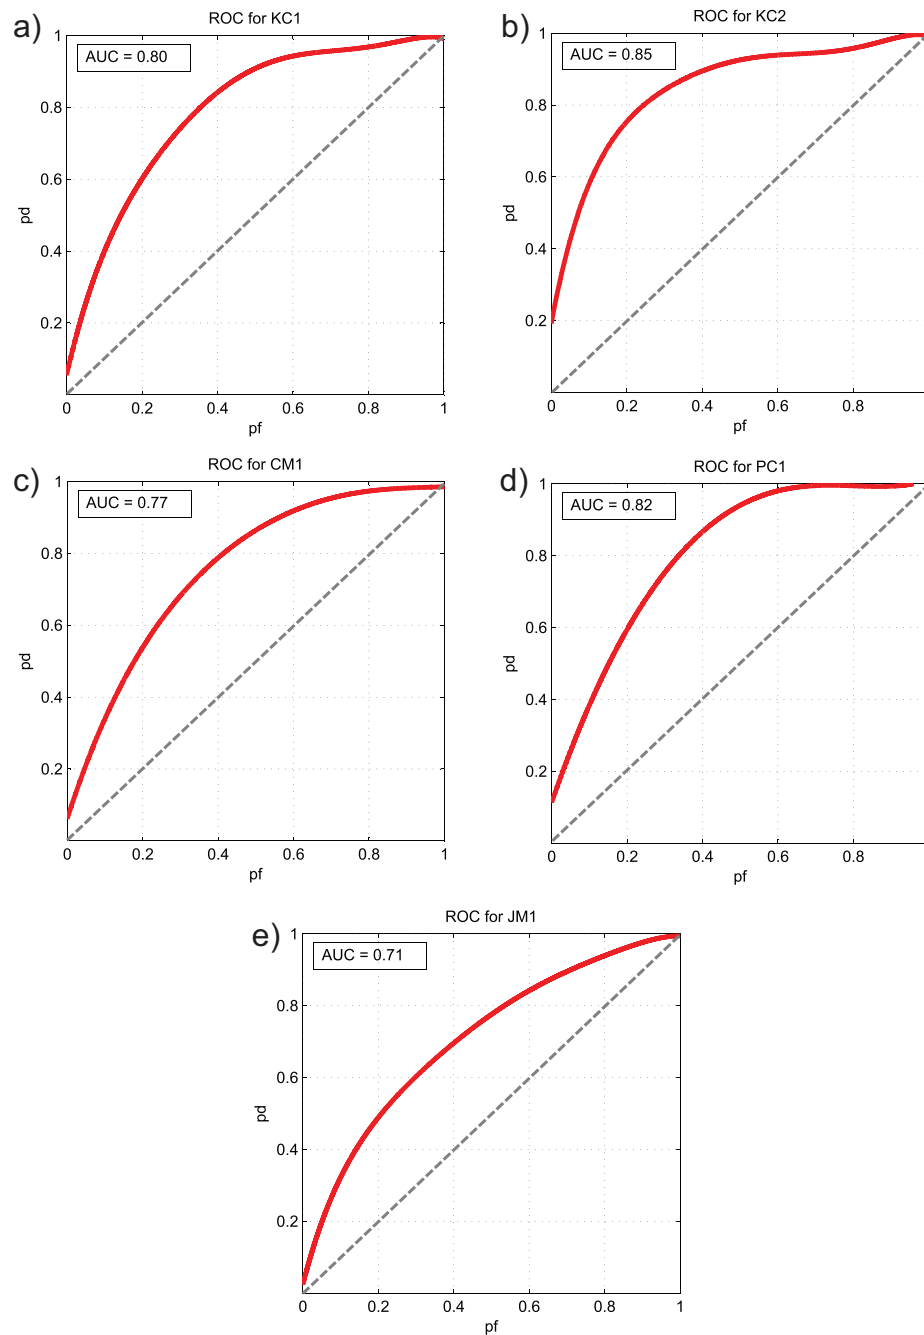 a)
ROC for KC1
AUC = 0.80
1
0.8
0.6
0.4
0.2
pd
0 0.2 0.4 0.6 0.8 1
pf
b)
ROC for KC2
AUC = 0.85
1
0.8
0.6
0.4
0.2
pd
0 0.2 0.4 0.6 0.8
pf
c)
ROC for CM1
AUC = 0.77
1
0.8
0.6
0.4
0.2
pd
0 0.2 0.4 0.6 0.8 1
pf
d)
ROC for PC1
AUC = 0.82
1
0.8
0.6
0.4
0.2
pd
0 0.2 0.4 0.6 0.8
pf
e)
ROC for JM1
AUC = 0.71
1
0.8
0.6
0.4
0.2
pd
0 0.2 0.4 0.6 0.8 1
pf